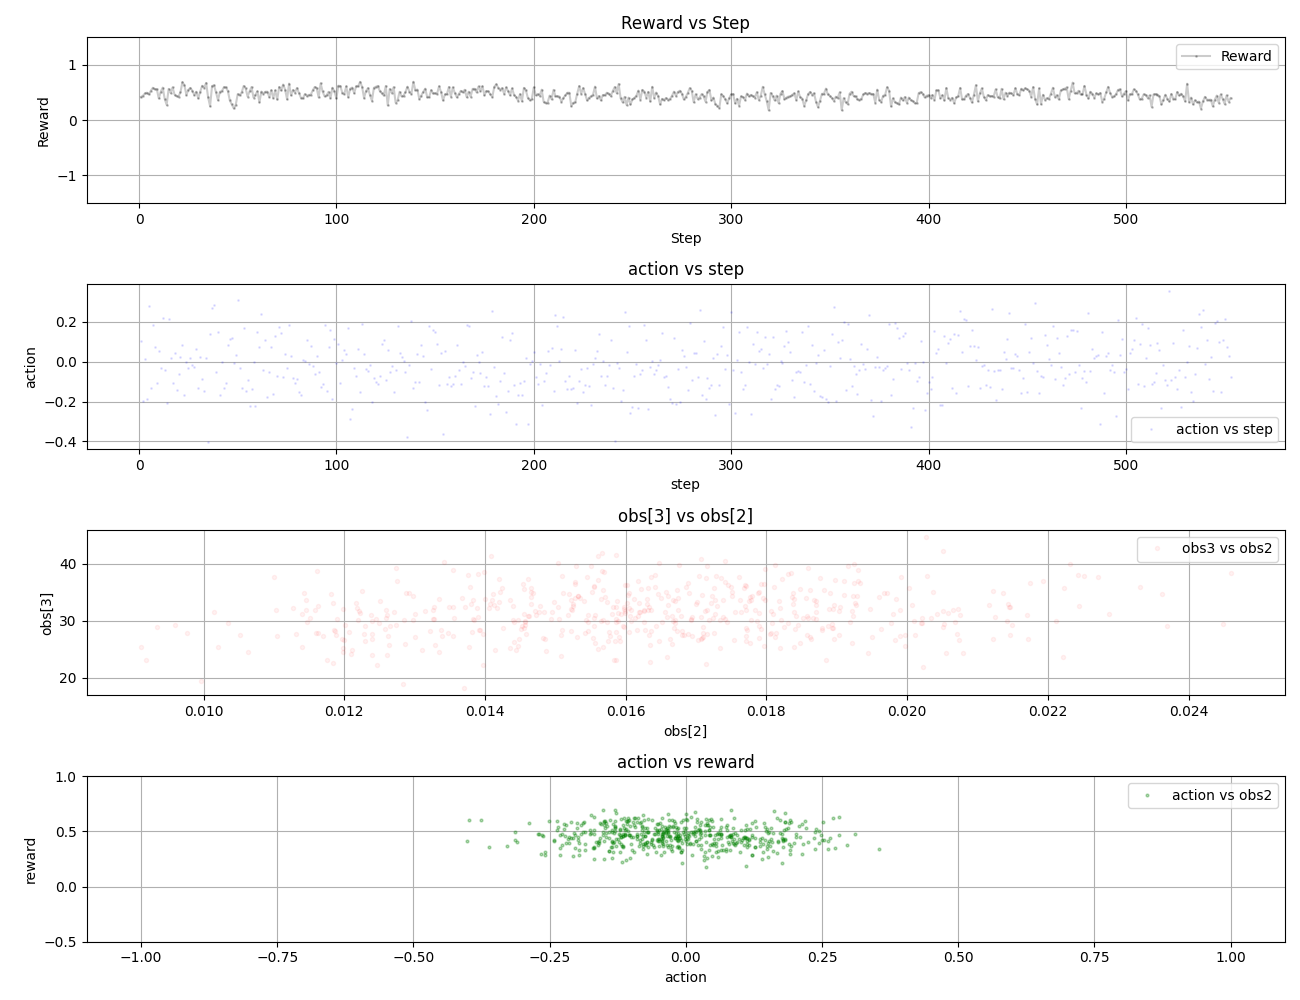 Reward vs Step
1
0
−1
Reward
Reward
0 100 200 300 400 500
Step
action vs step
0.2
0.0
−0.2
−0.4
action
action vs step
0 100 200 300 400 500
step
obs[3] vs obs[2]
40
30
20
obs[3]
obs3 vs obs2
0.010 0.012 0.014 0.016 0.018 0.020 0.022 0.024
obs[2]
action vs reward
1.0
0.5
0.0
−0.5
reward
action vs obs2
−1.00 −0.75 −0.50 −0.25 0.00 0.25 0.50 0.75 1.00
action